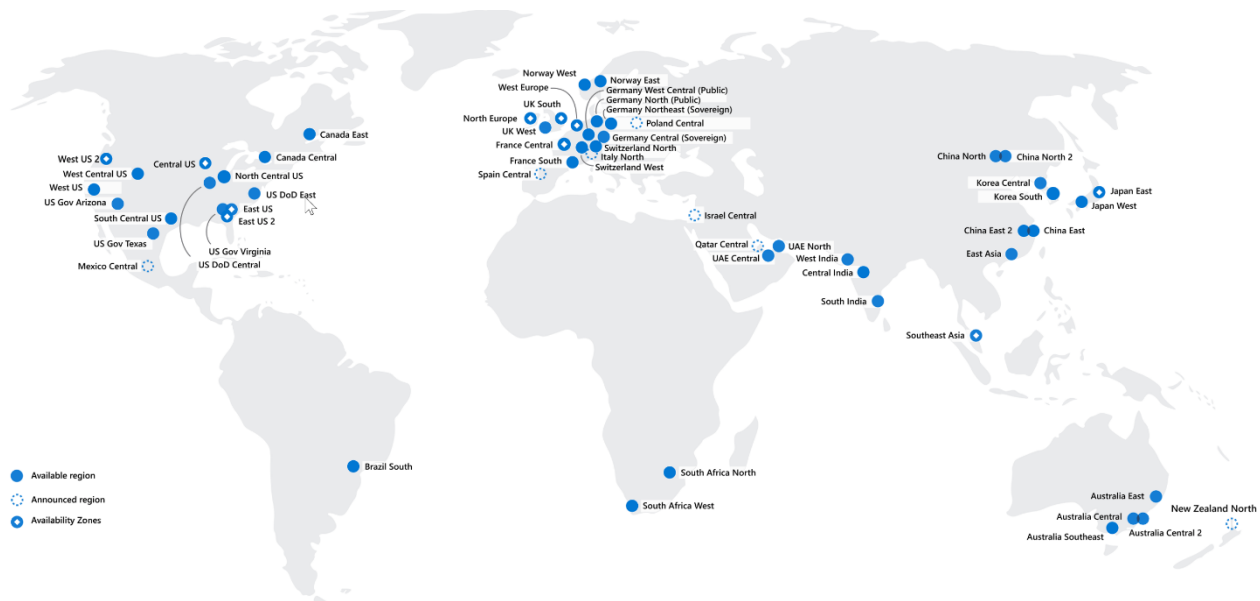 Norway West
Norway East
West Europe
Germany West Central (Public)
Germany North (Public)
UK South
Germany Northeast (Sovereign)
North Europe
Poland Central
UK West
Germany Central (Sovereign)
France Central
Switzerland North
Italy North
France South
Switzerland West
Spain Central
Canada East
West US 2
Central US
Canada Central
West Central US
North Central US
West US
US DoD East
US Gov Arizona
East US
South Central US
East US 2
US Gov Texas
US Gov Virginia
US DoD Central
Mexico Central
Israel Central
Qatar Central
UAE North
UAE Central
West India
Central India
South India
China North
China North 2
Korea Central
Korea South
Japan East
Japan West
China East 2
China East
East Asia
Southeast Asia
Brazil South
South Africa North
South Africa West
Australia East
New Zealand North
Australia Central
Australia Central 2
Australia Southeast
Available region
Announced region
Availability Zones